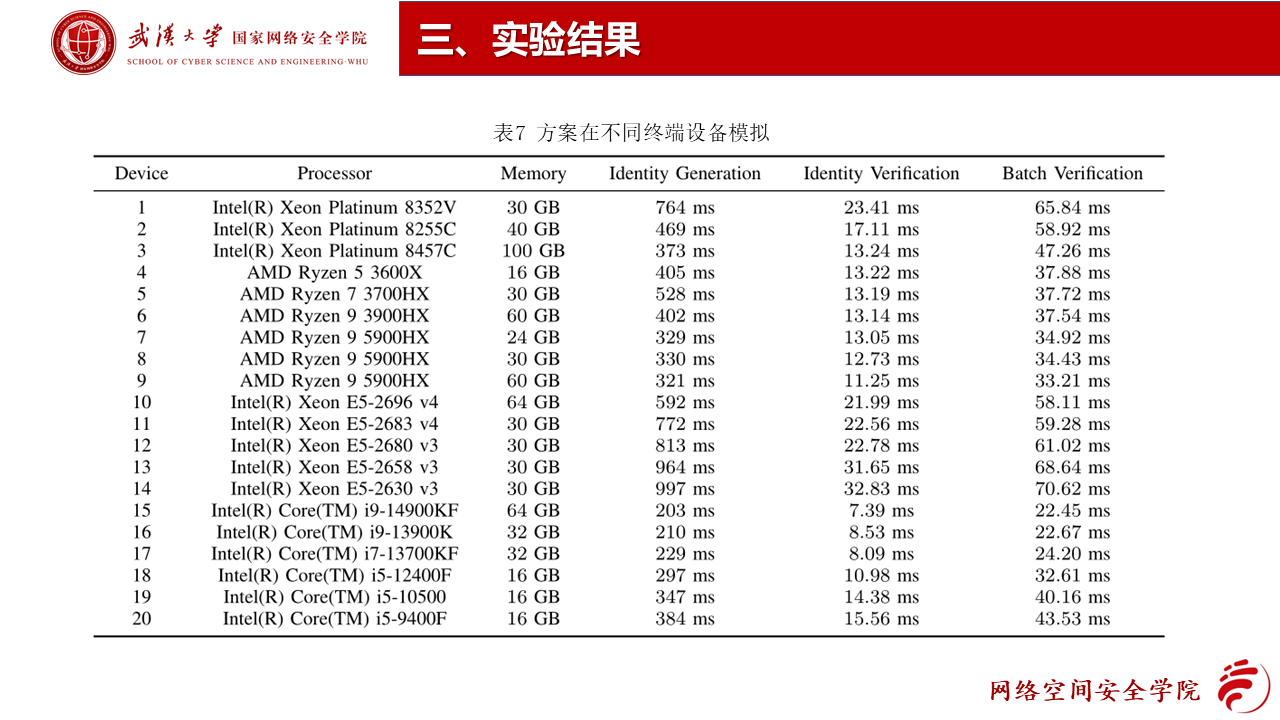 武汉大学 国家网络安全学院
SCHOOL OF CYBER SCIENCE AND ENGINEERING·WHU
三、实验结果
表7 方案在不同终端设备模拟
Device Processor Memory Identity Generation Identity Verification Batch Verification
1 Intel(R) Xeon Platinum 8352V 30 GB 764 ms 23.41 ms 65.84 ms
2 Intel(R) Xeon Platinum 8255C 40 GB 469 ms 17.11 ms 58.92 ms
3 Intel(R) Xeon Platinum 8457C 100 GB 373 ms 13.24 ms 47.26 ms
4 AMD Ryzen 5 3600X 16 GB 405 ms 13.22 ms 37.88 ms
5 AMD Ryzen 7 3700HX 30 GB 528 ms 13.19 ms 37.72 ms
6 AMD Ryzen 9 3900HX 60 GB 402 ms 13.14 ms 37.54 ms
7 AMD Ryzen 9 5900HX 24 GB 329 ms 13.05 ms 34.92 ms
8 AMD Ryzen 9 5900HX 30 GB 330 ms 12.73 ms 34.43 ms
9 AMD Ryzen 9 5900HX 60 GB 321 ms 11.25 ms 33.21 ms
10 Intel(R) Xeon E5-2696 v4 64 GB 592 ms 21.99 ms 58.11 ms
11 Intel(R) Xeon E5-2683 v4 30 GB 772 ms 22.56 ms 59.28 ms
12 Intel(R) Xeon E5-2680 v3 30 GB 813 ms 22.78 ms 61.02 ms
13 Intel(R) Xeon E5-2658 v3 30 GB 964 ms 31.65 ms 68.64 ms
14 Intel(R) Xeon E5-2630 v3 30 GB 997 ms 32.83 ms 70.62 ms
15 Intel(R) Core(TM) i9-14900KF 64 GB 203 ms 7.39 ms 22.45 ms
16 Intel(R) Core(TM) i9-13900K 32 GB 210 ms 8.53 ms 22.67 ms
17 Intel(R) Core(TM) i7-13700KF 32 GB 229 ms 8.09 ms 24.20 ms
18 Intel(R) Core(TM) i5-12400F 16 GB 297 ms 10.98 ms 32.61 ms
19 Intel(R) Core(TM) i5-10500 16 GB 347 ms 14.38 ms 40.16 ms
20 Intel(R) Core(TM) i5-9400F 16 GB 384 ms 15.56 ms 43.53 ms
网络空间安全学院